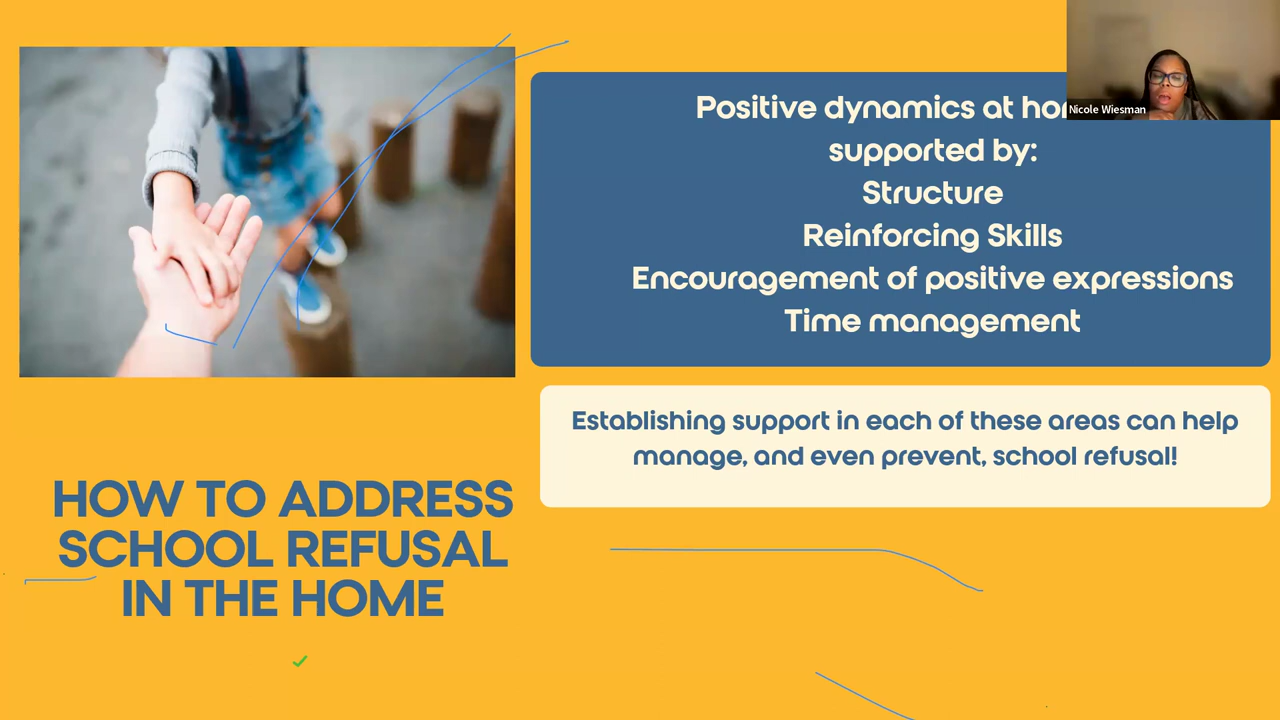 Positive dynamics at
supported by:
Structure
Reinforcing Skills
Encouragement of positive expressions
Time management
Nicole Wiesman
Establishing support in each of these areas can help
manage, and even prevent, school refusal!
HOW TO ADDRESS
SCHOOL REFUSAL
IN THE HOME